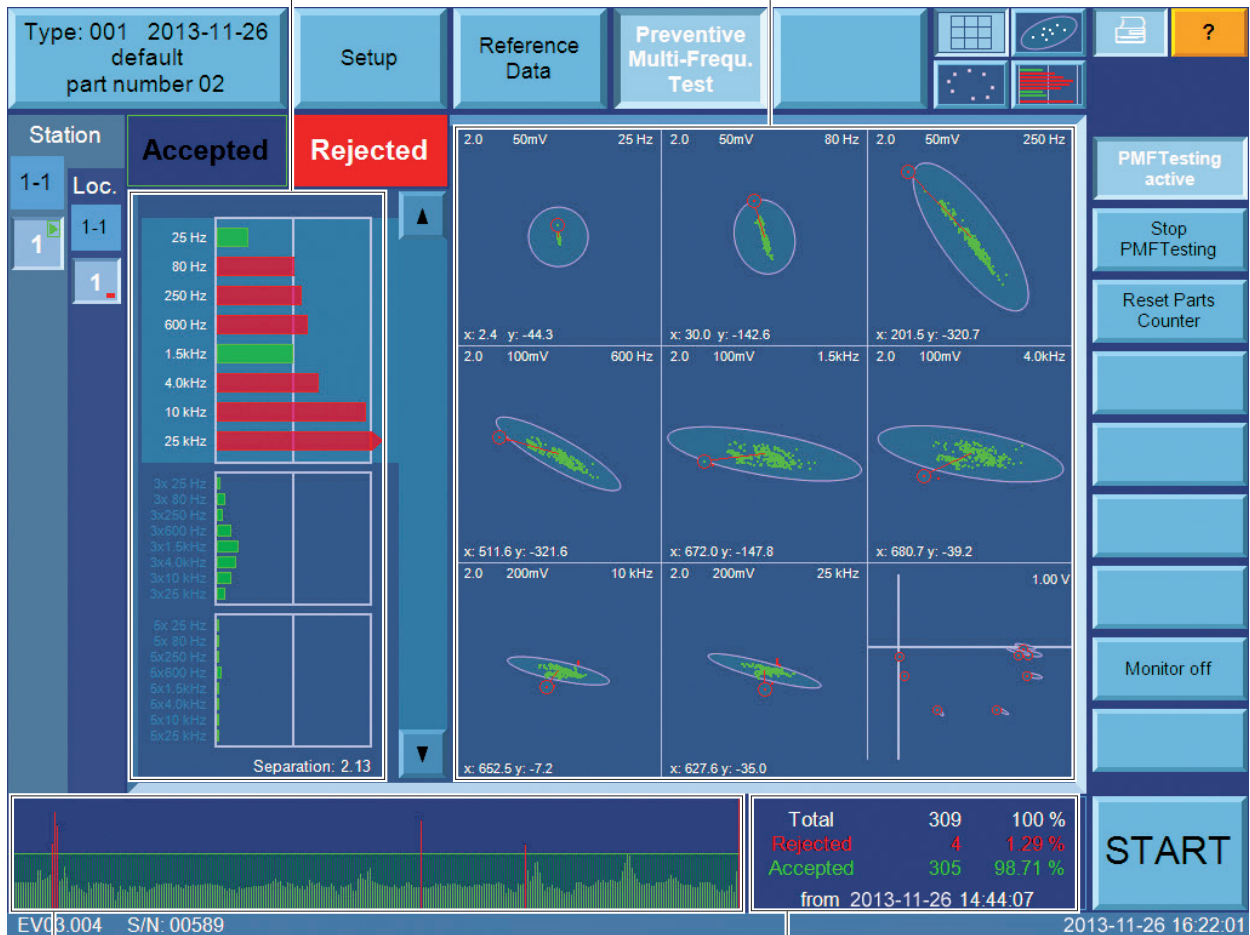 Type: 001 2013-11-26
default
part number 02
Setup
Reference
Data
Preventive
Multi-Frequ.
Test
?
Station
1-1
1
Loc.
1-1
1
Accepted
Rejected
25 Hz
80 Hz
250 Hz
600 Hz
1.5kHz
4.0kHz
10 kHz
25 kHz
3x 25 Hz
3x 80 Hz
3x250 Hz
3x600 Hz
3x1.5kHz
3x4.0kHz
3x10 kHz
3x25 kHz
5x 25 Hz
5x 80 Hz
5x250 Hz
5x600 Hz
5x1.5kHz
5x4.0kHz
5x10 kHz
5x25 kHz
Separation: 2.13
2.0 50mV 25 Hz
x: 2.4 y: -44.3
2.0 50mV 80 Hz
x: 30.0 y: -142.6
2.0 50mV 250 Hz
x: 201.5 y: -320.7
2.0 100mV 600 Hz
x: 511.6 y: -321.6
2.0 100mV 1.5kHz
x: 672.0 y: -147.8
2.0 100mV 4.0kHz
x: 680.7 y: -39.2
2.0 200mV 10 kHz
x: 652.5 y: -7.2
2.0 200mV 25 kHz
x: 627.6 y: -35.0
1.00 V
PMFTesting
active
Stop
PMFTesting
Reset Parts
Counter
Monitor off
Total 309 100 %
Rejected 4 1.29 %
Accepted 305 98.71 %
from 2013-11-26 14:44:07
START
EV03.004 S/N: 00589
2013-11-26 16:22:01